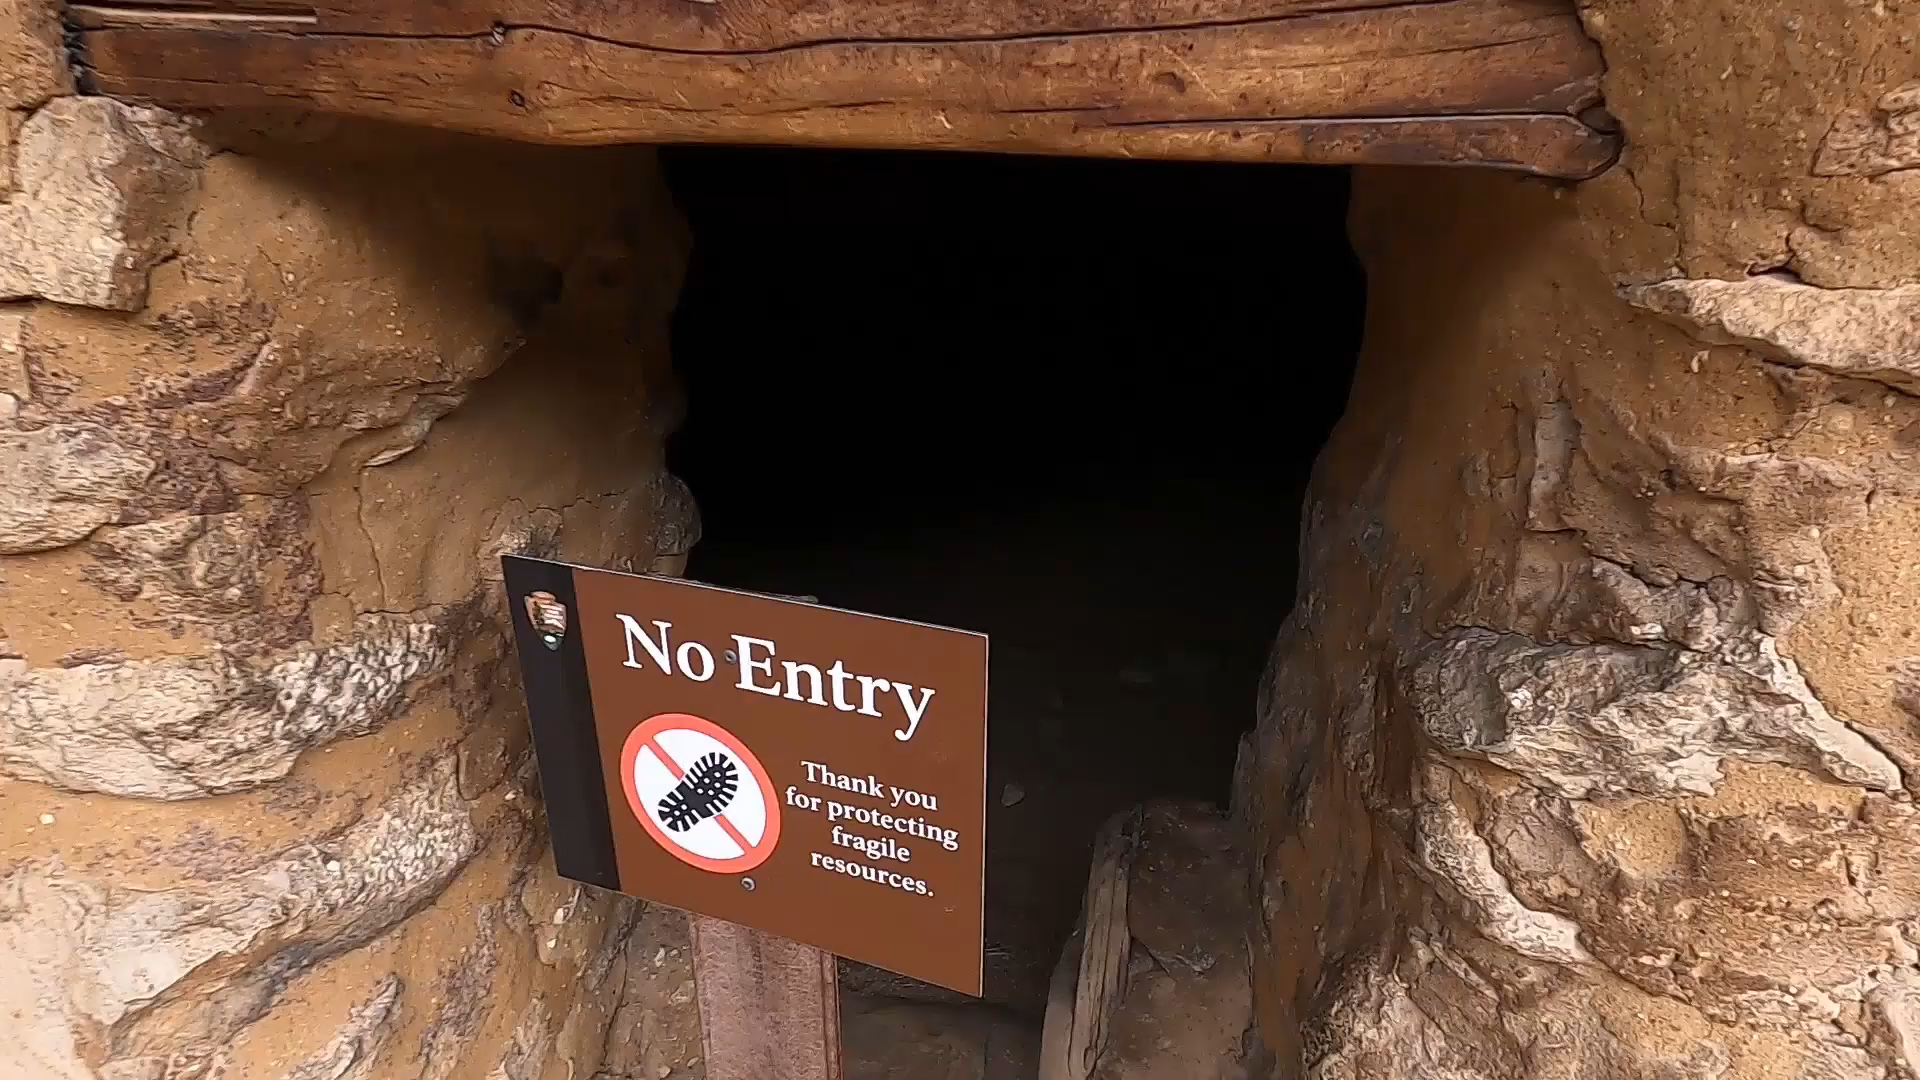 No Entry
Thank you
for protecting
fragile
resources.